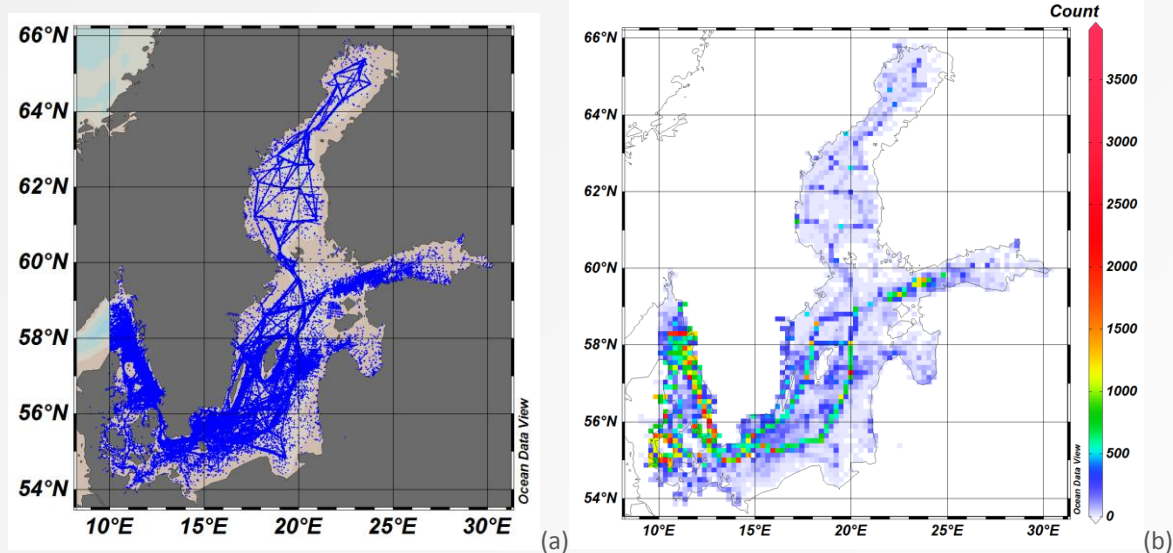 Count
66°N
64°N
62°N
60°N
58°N
56°N
54°N
10°E 15°E 20°E 25°E 30°E
Ocean Data View
(a)
66°N
64°N
62°N
60°N
58°N
56°N
54°N
10°E 15°E 20°E 25°E 30°E
Ocean Data View
3500
3000
2500
2000
1500
1000
500
0
(b)